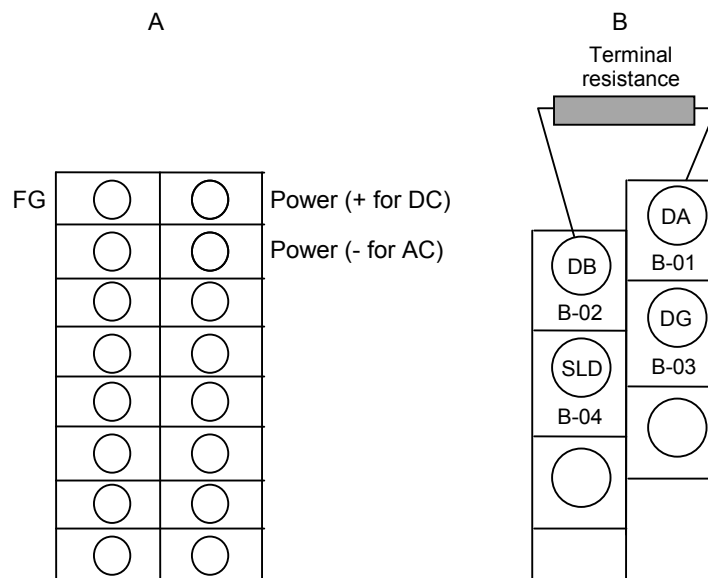 A
B
Terminal
resistance
FG
Power (+ for DC)
Power (- for AC)
DA
B-01
DB
B-02
DG
B-03
SLD
B-04